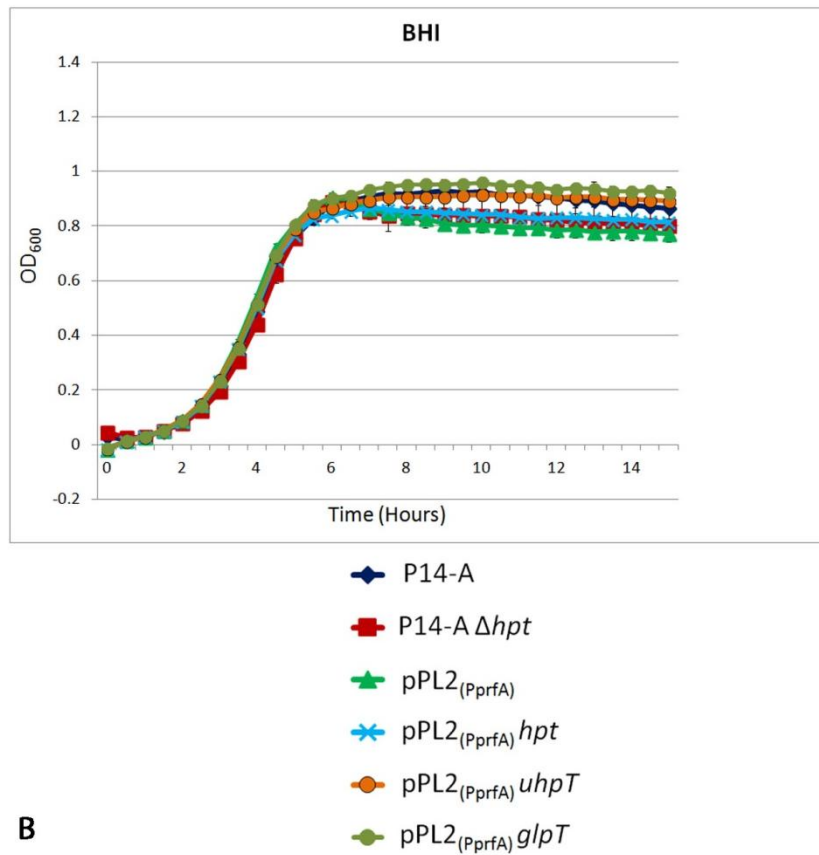 BHI
1.4
1.2
1
0.8
0.6
0.4
0.2
0
-0.2
OD600
0 2 4 6 8 10 12 14
Time (Hours)
P14-A
P14-A Δhpt
pPL2(PprfA)
pPL2(PprfA) hpt
pPL2(PprfA) uhpT
pPL2(PprfA) glpT
B